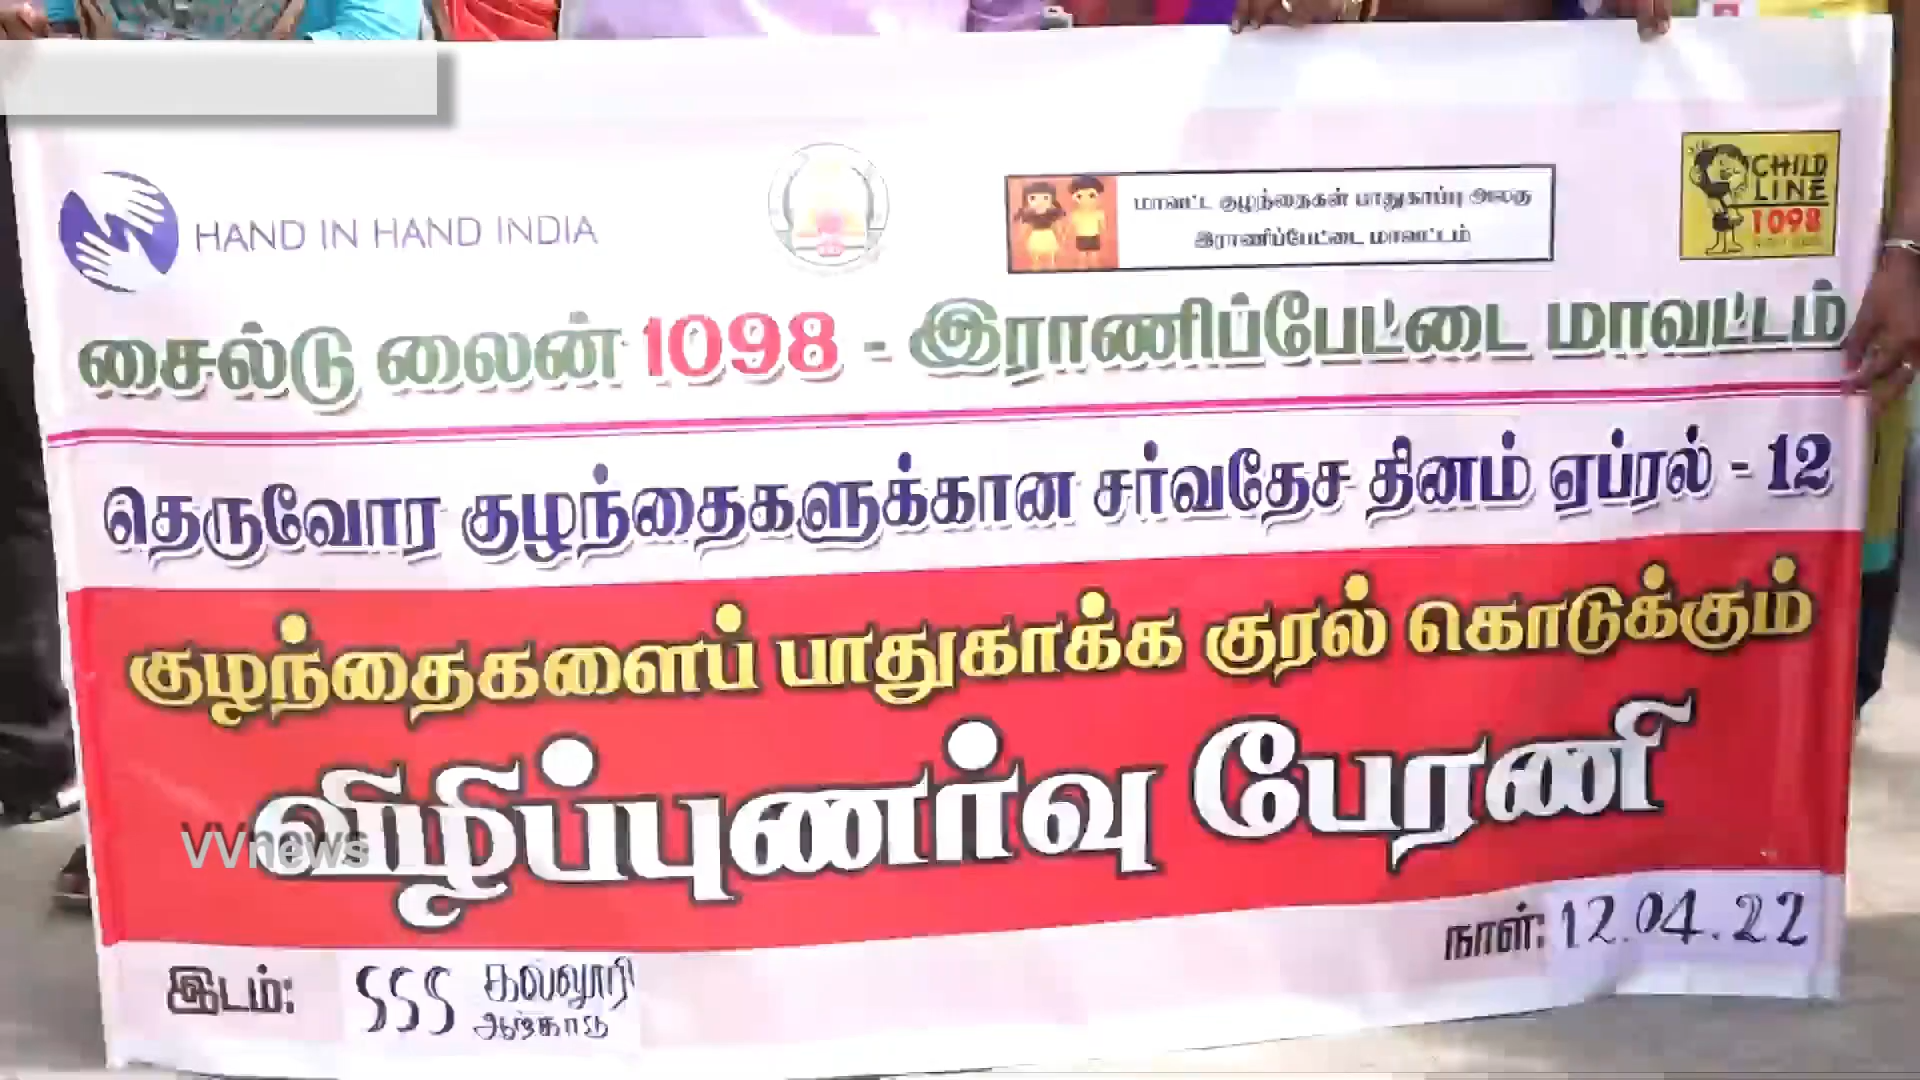 HAND IN HAND INDIA
மாவட்ட குழந்தைகள் பாதுகாப்பு அலகு
இராணிப்பேட்டை மாவட்டம்
CHILD
LINE
1098
சைல்டு லைன் 1098 - இராணிப்பேட்டை மாவட்டம்
தெருவோர குழந்தைகளுக்கான சர்வதேச தினம் ஏப்ரல் - 12
குழந்தைகளைப் பாதுகாக்க குரல் கொடுக்கும்
விழிப்புணர்வு பேரணி
VVnews
நாள்: 12.04.22
இடம்: SSS கல்லூரி
ஆற்காடு